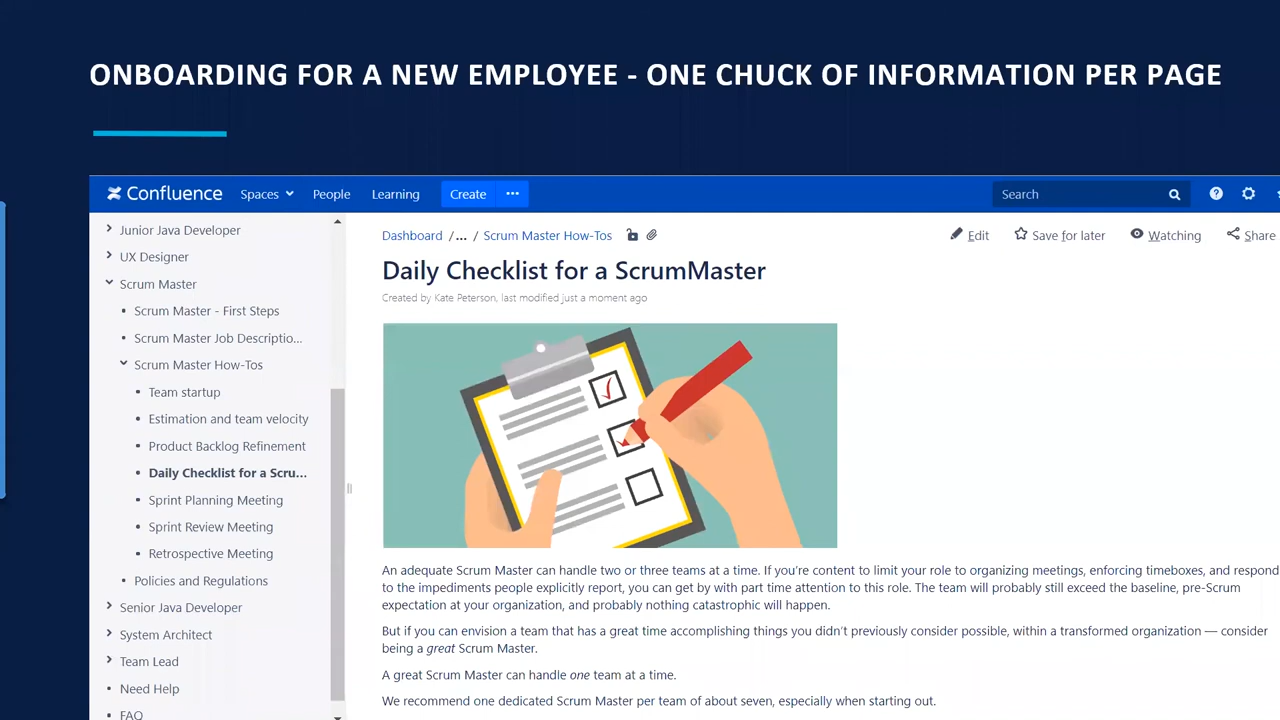 ONBOARDING FOR A NEW EMPLOYEE - ONE CHUCK OF INFORMATION PER PAGE
Confluence Spaces People Learning Create ... Search
Junior Java Developer
UX Designer
Scrum Master
Scrum Master - First Steps
Scrum Master Job Descriptio...
Scrum Master How-Tos
Team startup
Estimation and team velocity
Product Backlog Refinement
Daily Checklist for a Scru...
Sprint Planning Meeting
Sprint Review Meeting
Retrospective Meeting
Policies and Regulations
Senior Java Developer
System Architect
Team Lead
Need Help
FAQ
Dashboard /... / Scrum Master How-Tos
Edit Save for later Watching Share
Daily Checklist for a ScrumMaster
Created by Kate Peterson, last modified just a moment ago
An adequate Scrum Master can handle two or three teams at a time. If you're content to limit your role to organizing meetings, enforcing timeboxes, and respond
to the impediments people explicitly report, you can get by with part time attention to this role. The team will probably still exceed the baseline, pre-Scrum
expectation at your organization, and probably nothing catastrophic will happen.
But if you can envision a team that has a great time accomplishing things you didn't previously consider possible, within a transformed organization — consider
being a great Scrum Master.
A great Scrum Master can handle one team at a time.
We recommend one dedicated Scrum Master per team of about seven, especially when starting out.